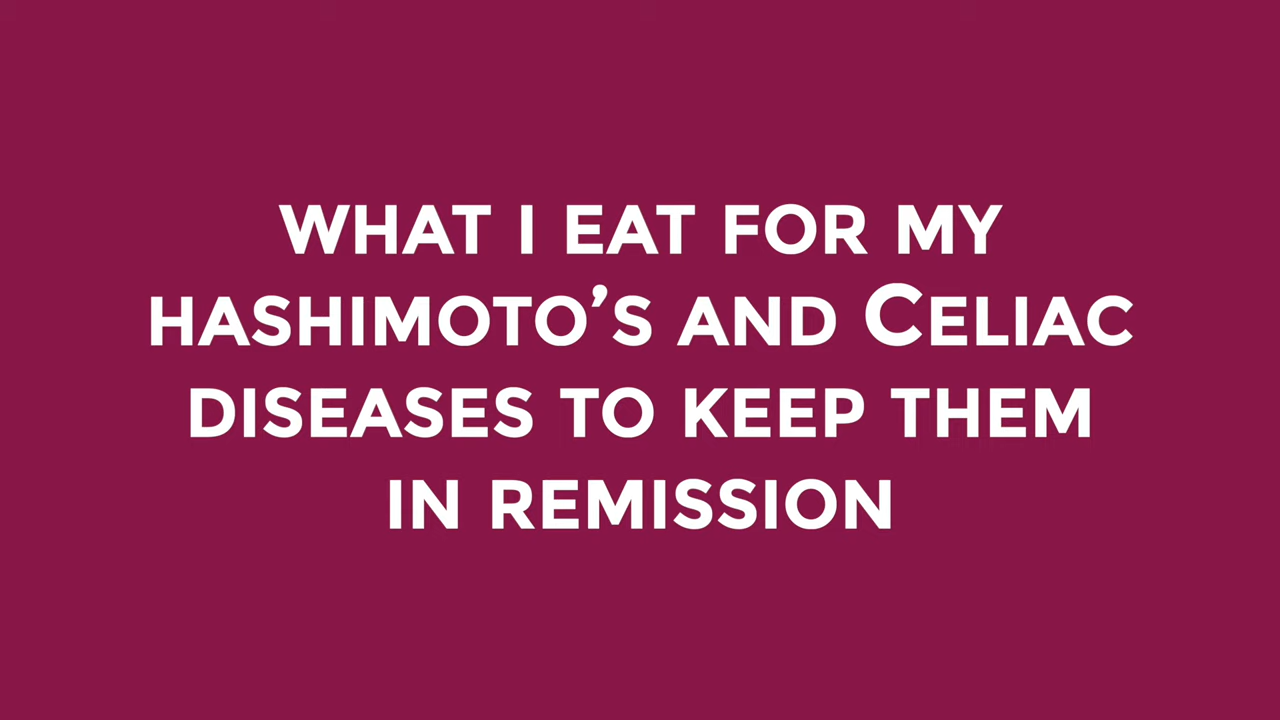 WHAT I EAT FOR MY
HASHIMOTO’S AND CELIAC
DISEASES TO KEEP THEM
IN REMISSION